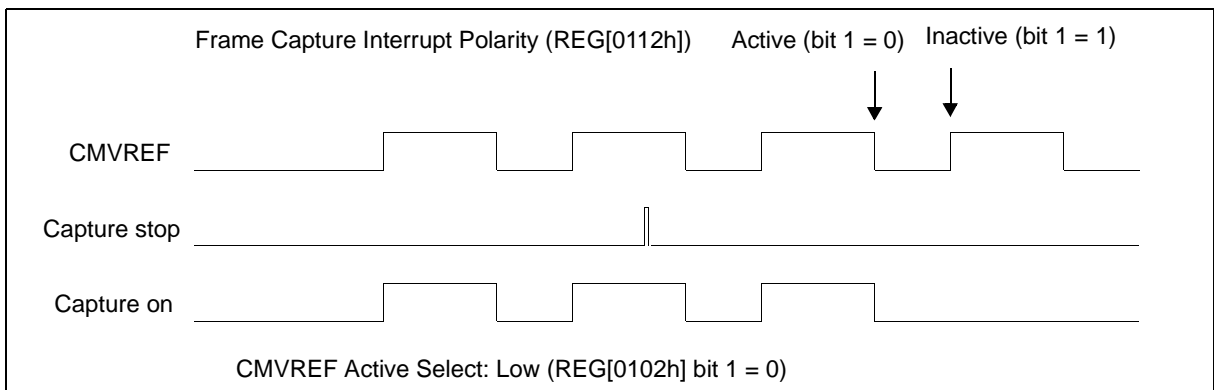 Frame Capture Interrupt Polarity (REG[0112h]) Active (bit 1 = 0) Inactive (bit 1 = 1)
CMVREF
Capture stop
Capture on
CMVREF Active Select: Low (REG[0102h] bit 1 = 0)